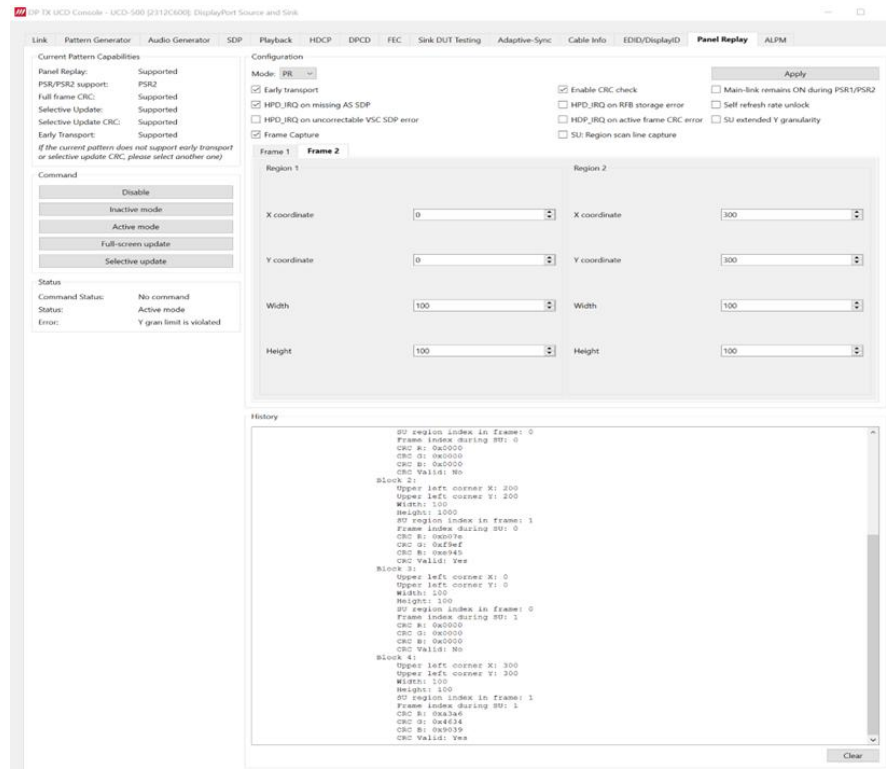 DP TX UCD Console - UCD-500 [2312C600]: DisplayPort Source and Sink
Link Pattern Generator Audio Generator SDP Playback HDCP DPCD FEC Sink DUT Testing Adaptive-Sync Cable Info EDID/DisplayID Panel Replay ALPM
Current Pattern Capabilities
Panel Replay: Supported
PSR/PSR2 support: PSR2
Full frame CRC: Supported
Selective Update: Supported
Selective Update CRC: Supported
Early Transport: Supported
(If the current pattern does not support early transport
or selective update CRC, please select another one)
Command
Disable
Inactive mode
Active mode
Full-screen update
Selective update
Status
Command Status: No command
Status: Active mode
Error: Y gran limit is violated
Configuration
Mode: PR
Apply
Early transport
Enable CRC check
Main-link remains ON during PSR1/PSR2
HPD_IRQ on missing AS SDP
HPD_IRQ on RFB storage error
Self refresh rate unlock
HPD_IRQ on uncorrectable VSC SDP error
HDP_IRQ on active frame CRC error
SU extended Y granularity
Frame Capture
SU: Region scan line capture
Frame 1 Frame 2
Region 1
X coordinate 0
Y coordinate 0
Width 100
Height 100
Region 2
X coordinate 300
Y coordinate 300
Width 100
Height 100
History
SU region index in frame: 0
Frame index during SU: 0
CRC R: 0x0000
CRC G: 0x0000
CRC B: 0x0000
CRC Valid: No
Block 2:
Upper left corner X: 200
Upper left corner Y: 200
Width: 100
Height: 1000
SU region index in frame: 1
Frame index during SU: 0
CRC R: 0xb07e
CRC G: 0xf9ef
CRC B: 0xe945
CRC Valid: Yes
Block 3:
Upper left corner X: 0
Upper left corner Y: 0
Width: 100
Height: 100
SU region index in frame: 0
Frame index during SU: 1
CRC R: 0x0000
CRC G: 0x0000
CRC B: 0x0000
CRC Valid: No
Block 4:
Upper left corner X: 300
Upper left corner Y: 300
Width: 100
Height: 100
SU region index in frame: 1
Frame index during SU: 1
CRC R: 0xa3a6
CRC G: 0x4634
CRC B: 0x9039
CRC Valid: Yes
Clear